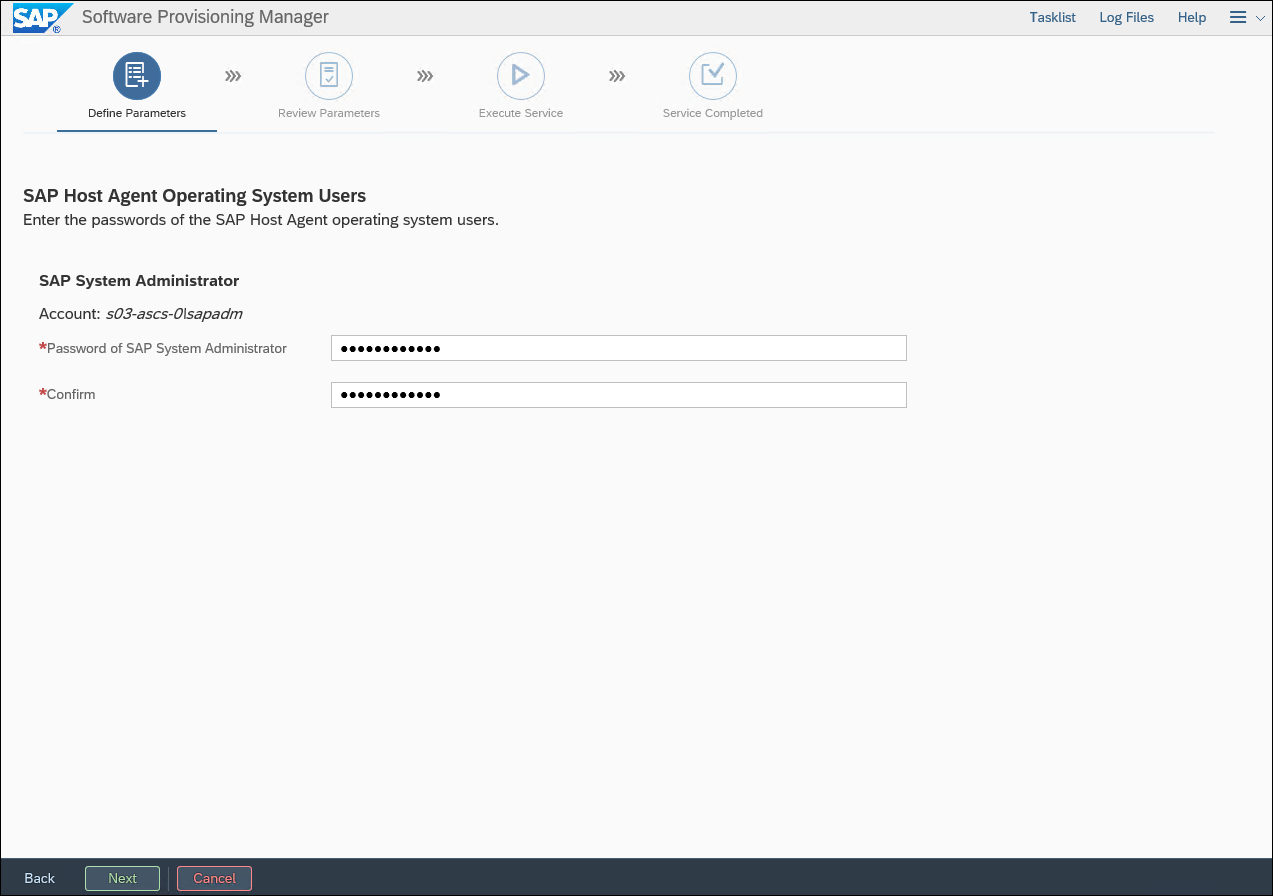 SAP® Software Provisioning Manager Tasklist Log Files Help
Define Parameters Review Parameters Execute Service Service Completed
SAP Host Agent Operating System Users
Enter the passwords of the SAP Host Agent operating system users.
SAP System Administrator
Account: s03-ascs-0\sapadm
*Password of SAP System Administrator ●●●●●●●●●●●●
*Confirm ●●●●●●●●●●●●
Back Next Cancel